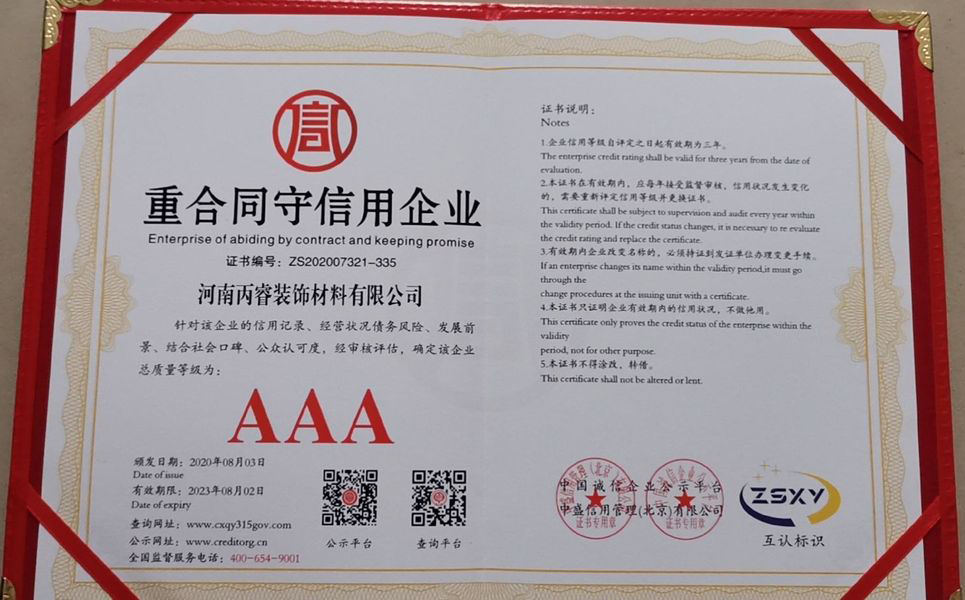 信
重合同守信用企业
Enterprise of abiding by contract and keeping promise
证书编号：ZS202007321-335
河南丙睿装饰材料有限公司
针对该企业的信用记录、经营状况债务风险、发展前
景、结合社会口碑、公众认可度，经审核评估，确定该企业
总质量等级为：
AAA
颁发日期：2020年08月03日
Date of issue
有效期限：2023年08月02日
Date of expiry
查询网址：www.cxqy315gov.com
公示网址：www.creditorg.cn
全国监督服务电话：400-654-9001
公示平台
查询平台
证书说明：
Notes
1.企业信用等级自评定之日起有效期为三年。
The enterprise credit rating shall be valid for three years from the date of
evaluation.
2.本证书在有效期内，应每年接受监督审核，信用状况发生变化
的，需要重新评定信用等级并更换证书。
This certificate shall be subject to supervision and audit every year within
the validity period. If the credit status changes, it is necessary to re evaluate
the credit rating and replace the certificate.
3.有效期内企业改变名称的，必须持证到发证单位办理变更手续。
If an enterprise changes its name within the validity period,it must go
through the
change procedures at the issuing unit with a certificate.
4.本证书只证明企业有效期内的信用状况，不做他用。
This certificate only proves the credit status of the enterprise within the
validity
period, not for other purpose.
5.本证书不得涂改，转借。
This certificate shall not be altered or lent.
中国诚信企业公示平台
中盛信用管理(北京)有限公司
证书专用章
证书专用章
ZSXY
互认标识